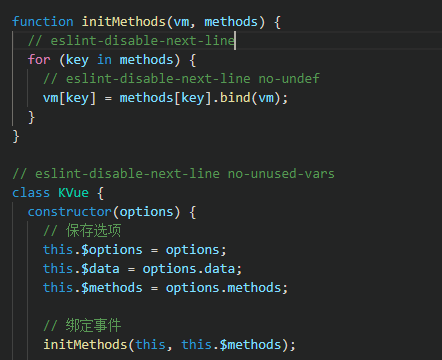 function initMethods(vm, methods) {
  // eslint-disable-next-line
  for (key in methods) {
    // eslint-disable-next-line no-undef
    vm[key] = methods[key].bind(vm);
  }
}

// eslint-disable-next-line no-unused-vars
class KVue {
  constructor(options) {
    // 保存选项
    this.$options = options;
    this.$data = options.data;
    this.$methods = options.methods;

    // 绑定事件
    initMethods(this, this.$methods);